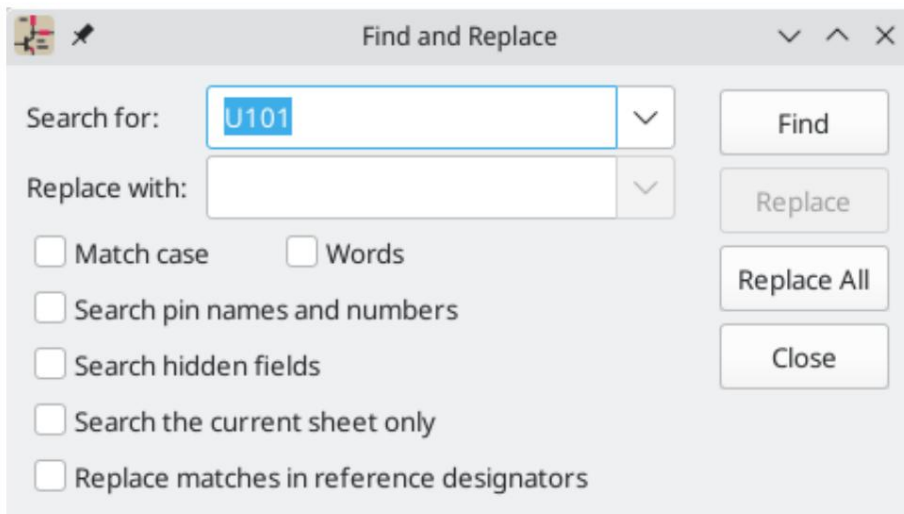 Find and Replace
Search for: U101
Find
Replace with:
Replace
Match case Words
Replace All
Search pin names and numbers
Search hidden fields
Close
Search the current sheet only
Replace matches in reference designators